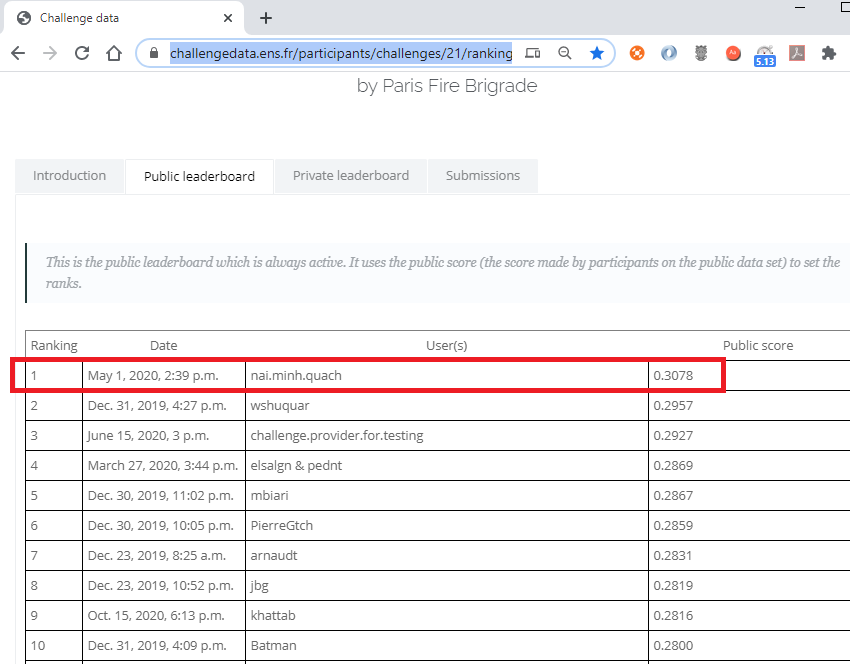 Challenge data
challengedata.ens.fr/participants/challenges/21/ranking
5.13
by Paris Fire Brigrade
Introduction Public leaderboard Private leaderboard Submissions
This is the public leaderboard which is always active. It uses the public score (the score made by participants on the public data set) to set the
ranks.
Ranking Date User(s) Public score
1 May 1, 2020, 2:39 p.m. nai.minh.quach 0.3078
2 Dec. 31, 2019, 4:27 p.m. wshuquar 0.2957
3 June 15, 2020, 3 p.m. challenge.provider.for.testing 0.2927
4 March 27, 2020, 3:44 p.m. elsalgn & pednt 0.2869
5 Dec. 30, 2019, 11:02 p.m. mbiari 0.2867
6 Dec. 30, 2019, 10:05 p.m. PierreGtch 0.2859
7 Dec. 23, 2019, 8:25 a.m. arnaudt 0.2831
8 Dec. 23, 2019, 10:52 p.m. jbg 0.2819
9 Oct. 15, 2020, 6:13 p.m. khattab 0.2816
10 Dec. 31, 2019, 4:09 p.m. Batman 0.2800